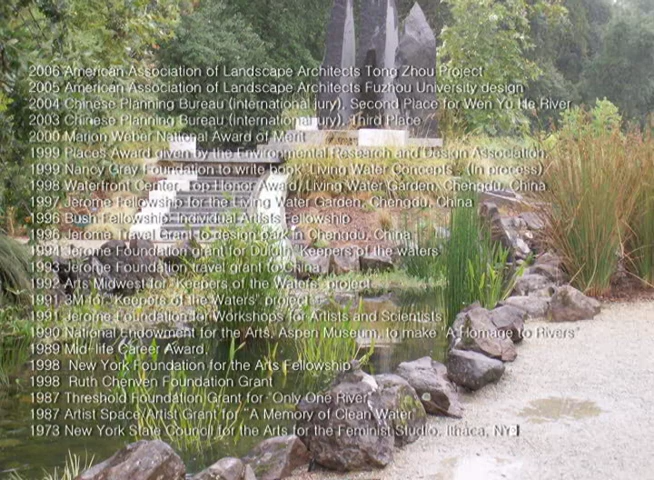 2006 American Association of Landscape Architects Tong Zhou Project
2005 American Association of Landscape Architects Fuzhou University design
2004 Chinese Planning Bureau (international jury), Second Place for Wen Yu He River
2003 Chinese Planning Bureau (international jury), Third Place
2000 Marion Weber National Award of Merit
1999 Places Award given by the Environmental Research and Design Association
1999 Nancy Gray Foundation to write for " Living Water Concepts" (In process)
1998 Waterfront Center, Top Honor Award Living Water Garden, Chengdu, China
1997 Jerome Fellowship for the Living Water Garden, Chengdu, China
1996 Bush Fellowship Individual Artists Fellowship
1996 Jerome Travel Grant to design park in Chengdu, China
1994 Jerome Foundation Grant for Duluth, Keepers of the waters
1993 Jerome Foundation, travel grant to China
1992 Arts Midwest for "Keepers of the Waters" project
1991 3M for "Keepers of the Waters" project
1991 Jerome Foundation for Workshops for Artists and Scientists
1990 National Endowment for the Arts, Aspen Museum, to make "A Homage to Rivers"
1989 Mid-life Career Award,
1998 New York Foundation for the Arts Fellowship
1998 Ruth Chenven Foundation Grant
1987 Threshold Foundation Grant for "Only One River"
1987 Artist Space/Artist Grant for "A Memory of Clean Water"
1973 New York State Council for the Arts for the Feminist Studio, Ithaca, NY